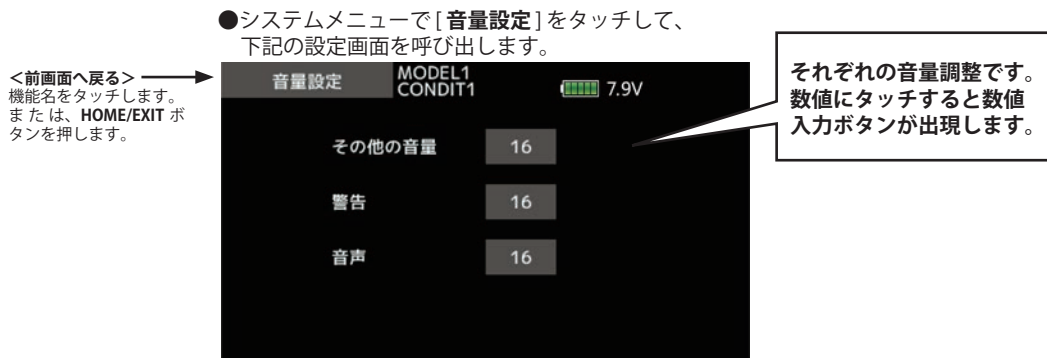 ●システムメニューで[音量設定]をタッチして、
下記の設定画面を呼び出します。
<前画面へ戻る>
機能名をタッチします。
または、HOME/EXIT ボ
タンを押します。
音量設定
MODEL1
CONDIT1
7.9V
その他の音量 16
警告 16
音声 16
それぞれの音量調整です。
数値にタッチすると数値
入力ボタンが出現します。